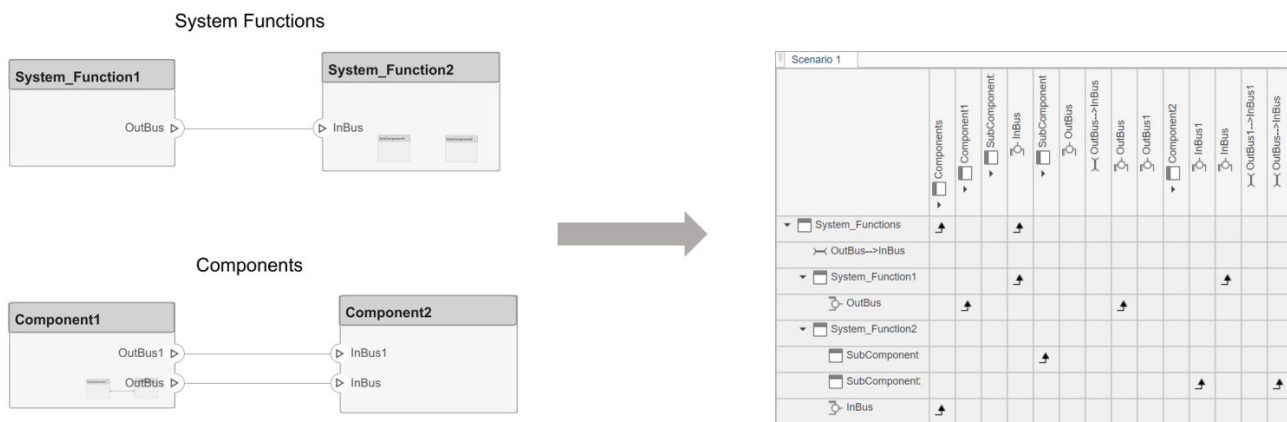 System Functions
System_Function1
System_Function2
OutBus
InBus
Components
Component1
Component2
OutBus1
InBus1
OutBus
InBus
Scenario 1
Components
Component1
SubComponent
InBus
SubComponent
OutBus
OutBus-->InBus
OutBus
OutBus1
Component2
InBus1
InBus
OutBus1-->InBus1
OutBus-->InBus
System_Functions
OutBus-->InBus
System_Function1
OutBus
System_Function2
SubComponent
SubComponent
InBus